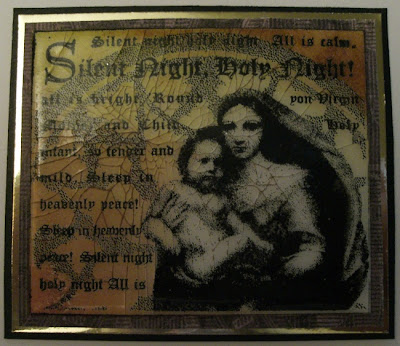 Silent night, holy night. All is calm,
Silent Night, Holy Night!
all is bright. Round yon Virgin
Mother and Child Holy
infant, so tender and
mild, Sleep in
heavenly peace!
Sleep in heavenly
peace! Silent night
holy night All is